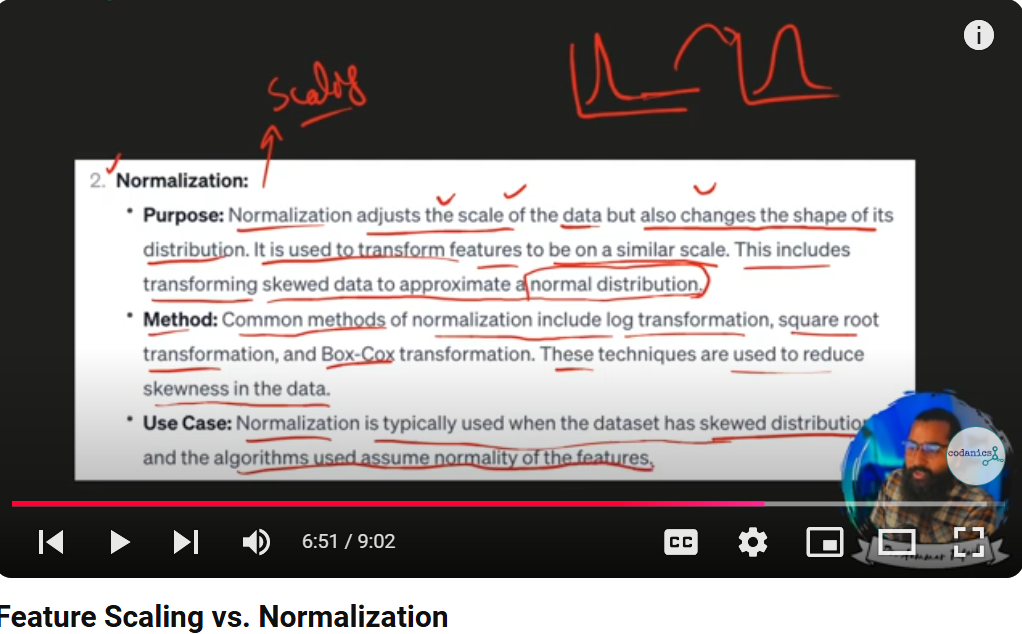 Scaling
2. Normalization:
• Purpose: Normalization adjusts the scale of the data but also changes the shape of its
distribution. It is used to transform features to be on a similar scale. This includes
transforming skewed data to approximate a normal distribution.
• Method: Common methods of normalization include log transformation, square root
transformation, and Box-Cox transformation. These techniques are used to reduce
skewness in the data.
• Use Case: Normalization is typically used when the dataset has skewed distributio
and the algorithms used assume normality of the features.
codanics
6:51 / 9:02
CC
Feature Scaling vs. Normalization